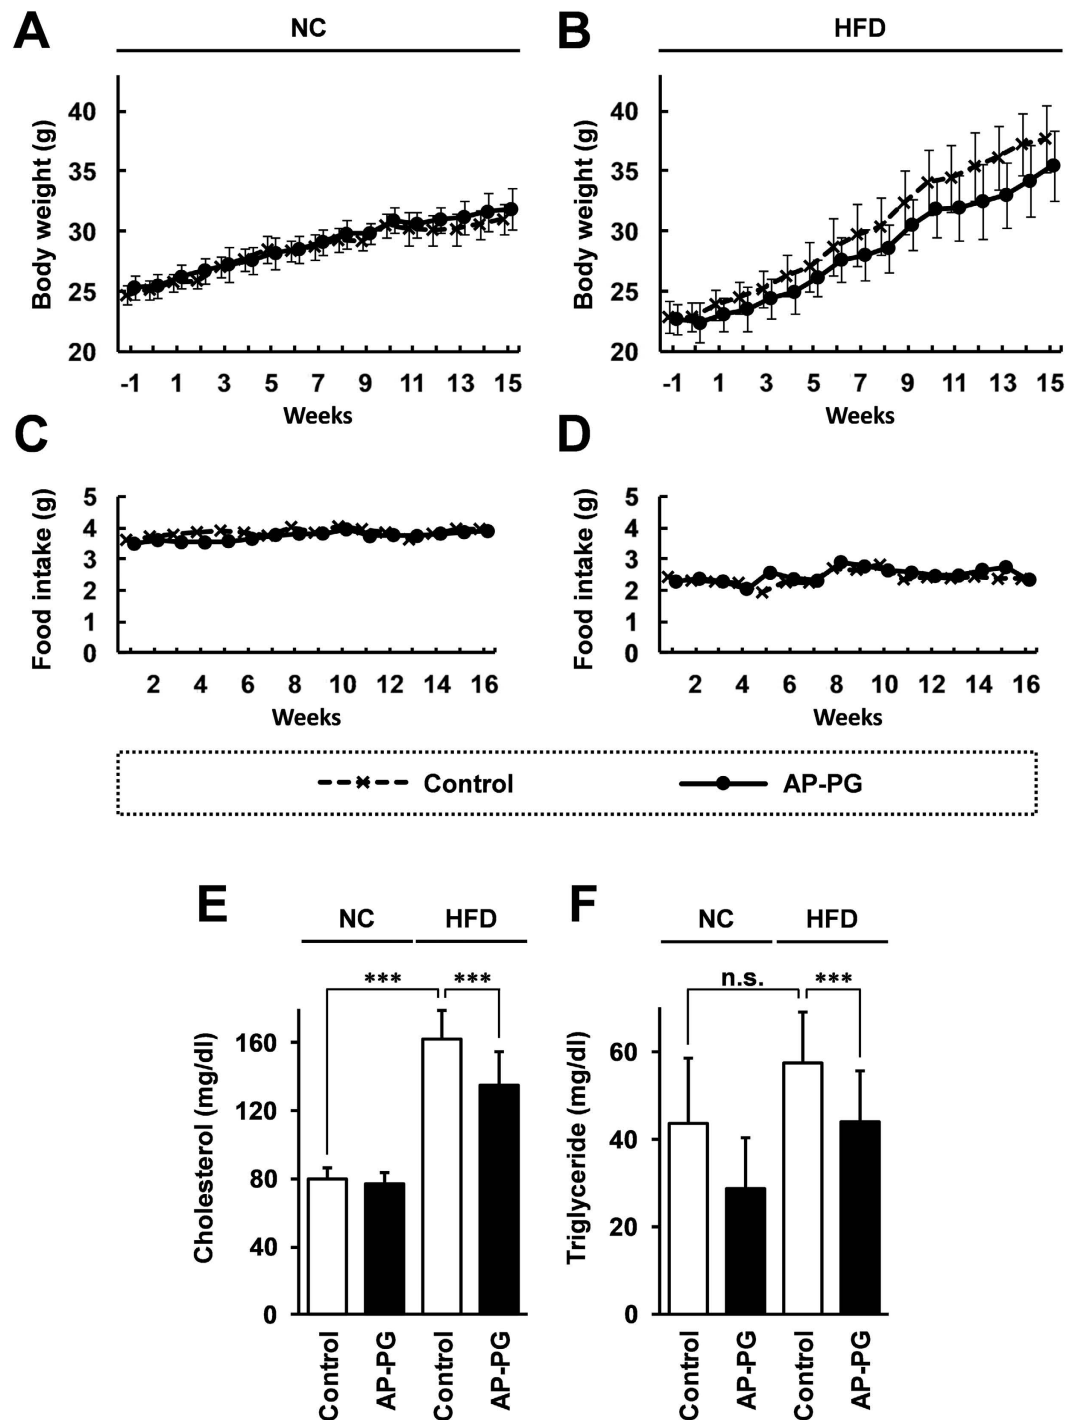 A
NC
B
HFD
Body weight (g)
40
35
30
25
20
-1 1 3 5 7 9 11 13 15
Weeks
Body weight (g)
40
35
30
25
20
-1 1 3 5 7 9 11 13 15
Weeks
C
Food intake (g)
5
4
3
2
1
0
2 4 6 8 10 12 14 16
Weeks
D
Food intake (g)
5
4
3
2
1
0
2 4 6 8 10 12 14 16
Weeks
Control
AP-PG
E
NC
HFD
***
***
Cholesterol (mg/dl)
160
120
80
40
0
Control
AP-PG
Control
AP-PG
F
NC
HFD
n.s.
***
Triglyceride (mg/dl)
60
40
20
0
Control
AP-PG
Control
AP-PG